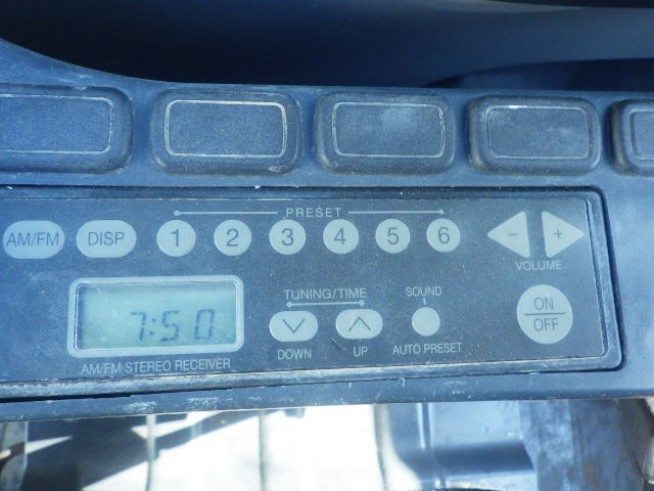 PRESET
AM/FM DISP 1 2 3 4 5 6 - +
VOLUME
7:50
TUNING/TIME SOUND
ON
OFF
DOWN UP AUTO PRESET
AM/FM STEREO RECEIVER